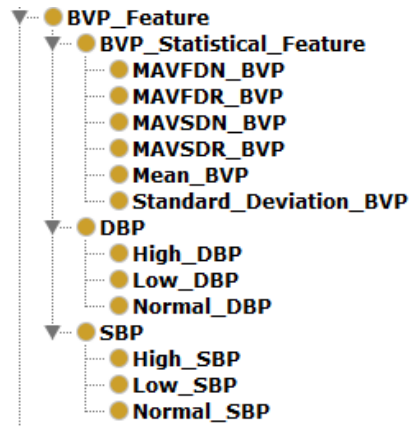 BVP_Feature
BVP_Statistical_Feature
MAVFDN_BVP
MAVFDR_BVP
MAVSDN_BVP
MAVSDR_BVP
Mean_BVP
Standard_Deviation_BVP
DBP
High_DBP
Low_DBP
Normal_DBP
SBP
High_SBP
Low_SBP
Normal_SBP